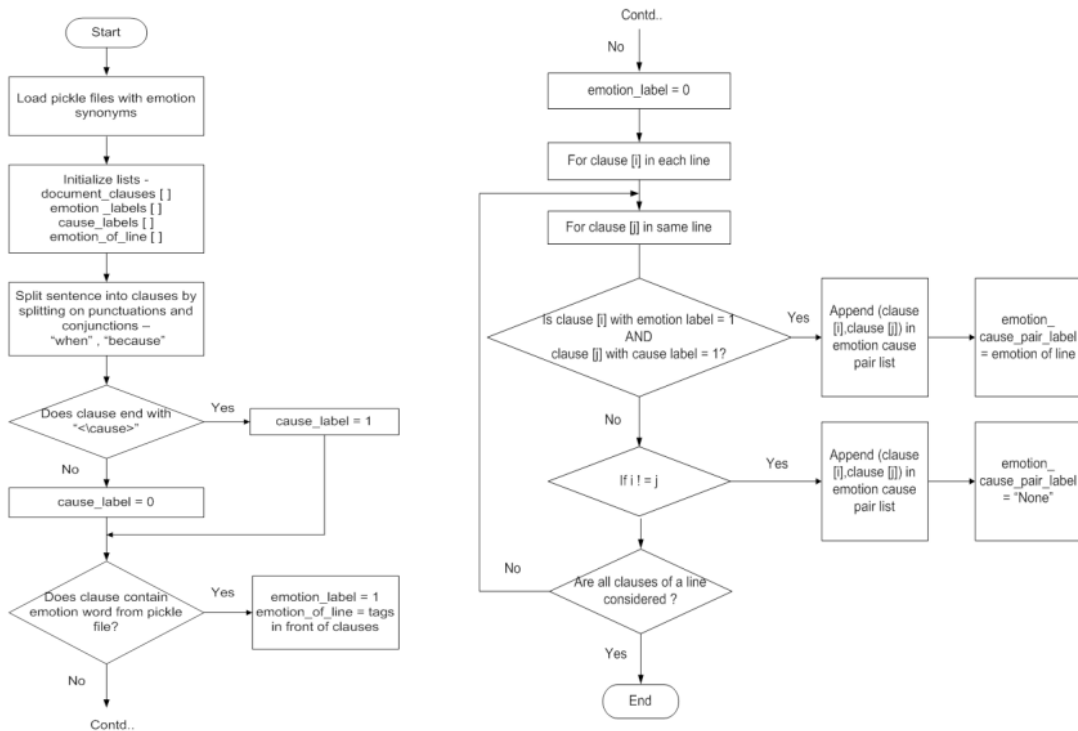 Start
Load pickle files with emotion
synonyms
Initialize lists -
document_clauses [ ]
emotion _labels [ ]
cause_labels [ ]
emotion_of_line [ ]
Split sentence into clauses by
splitting on punctuations and
conjunctions –
“when” , “because”
Does clause end with
“<\cause>”
Yes
cause_label = 1
No
cause_label = 0
Does clause contain
emotion word from pickle
file?
Yes
emotion_label = 1
emotion_of_line = tags
in front of clauses
No
Contd..
Contd..
No
emotion_label = 0
For clause [i] in each line
For clause [j] in same line
Is clause [i] with emotion label = 1
AND
clause [j] with cause label = 1?
Yes
Append (clause
[i],clause [j]) in
emotion cause
pair list
emotion_
cause_pair_label
= emotion of line
No
If i ! = j
Yes
Append (clause
[i],clause [j]) in
emotion cause
pair list
emotion_
cause_pair_label
= “None”
Are all clauses of a line
considered ?
No
Yes
End